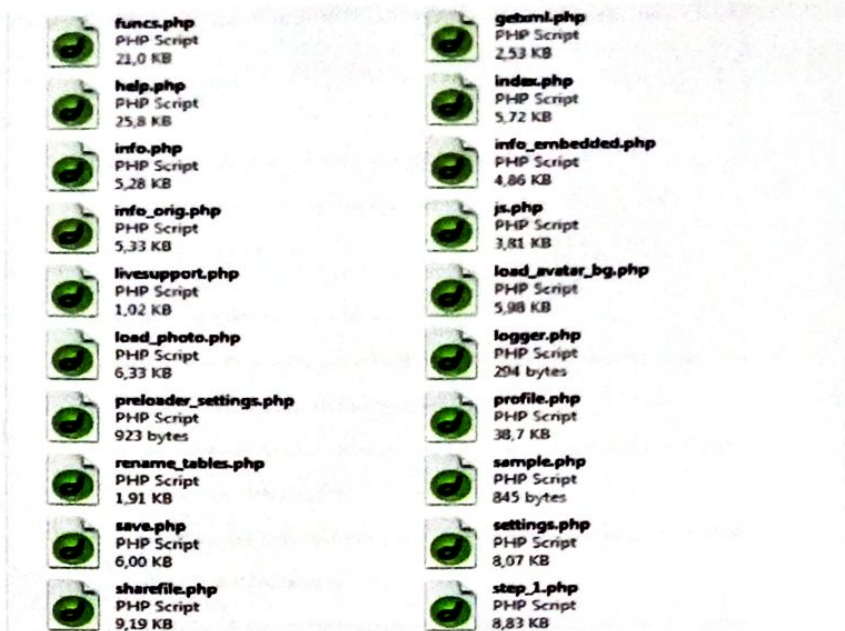 funcs.php
PHP Script
21,0 KB
getxml.php
PHP Script
2,53 KB
help.php
PHP Script
25,8 KB
index.php
PHP Script
5,72 KB
info.php
PHP Script
5,28 KB
info_embedded.php
PHP Script
4,86 KB
info_orig.php
PHP Script
5,33 KB
js.php
PHP Script
3,81 KB
livesupport.php
PHP Script
1,02 KB
load_avatar_bg.php
PHP Script
5,98 KB
load_photo.php
PHP Script
6,33 KB
logger.php
PHP Script
294 bytes
preloader_settings.php
PHP Script
923 bytes
profile.php
PHP Script
38,7 KB
rename_tables.php
PHP Script
1,91 KB
sample.php
PHP Script
845 bytes
save.php
PHP Script
6,00 KB
settings.php
PHP Script
8,07 KB
sharefile.php
PHP Script
9,19 KB
step_1.php
PHP Script
8,83 KB